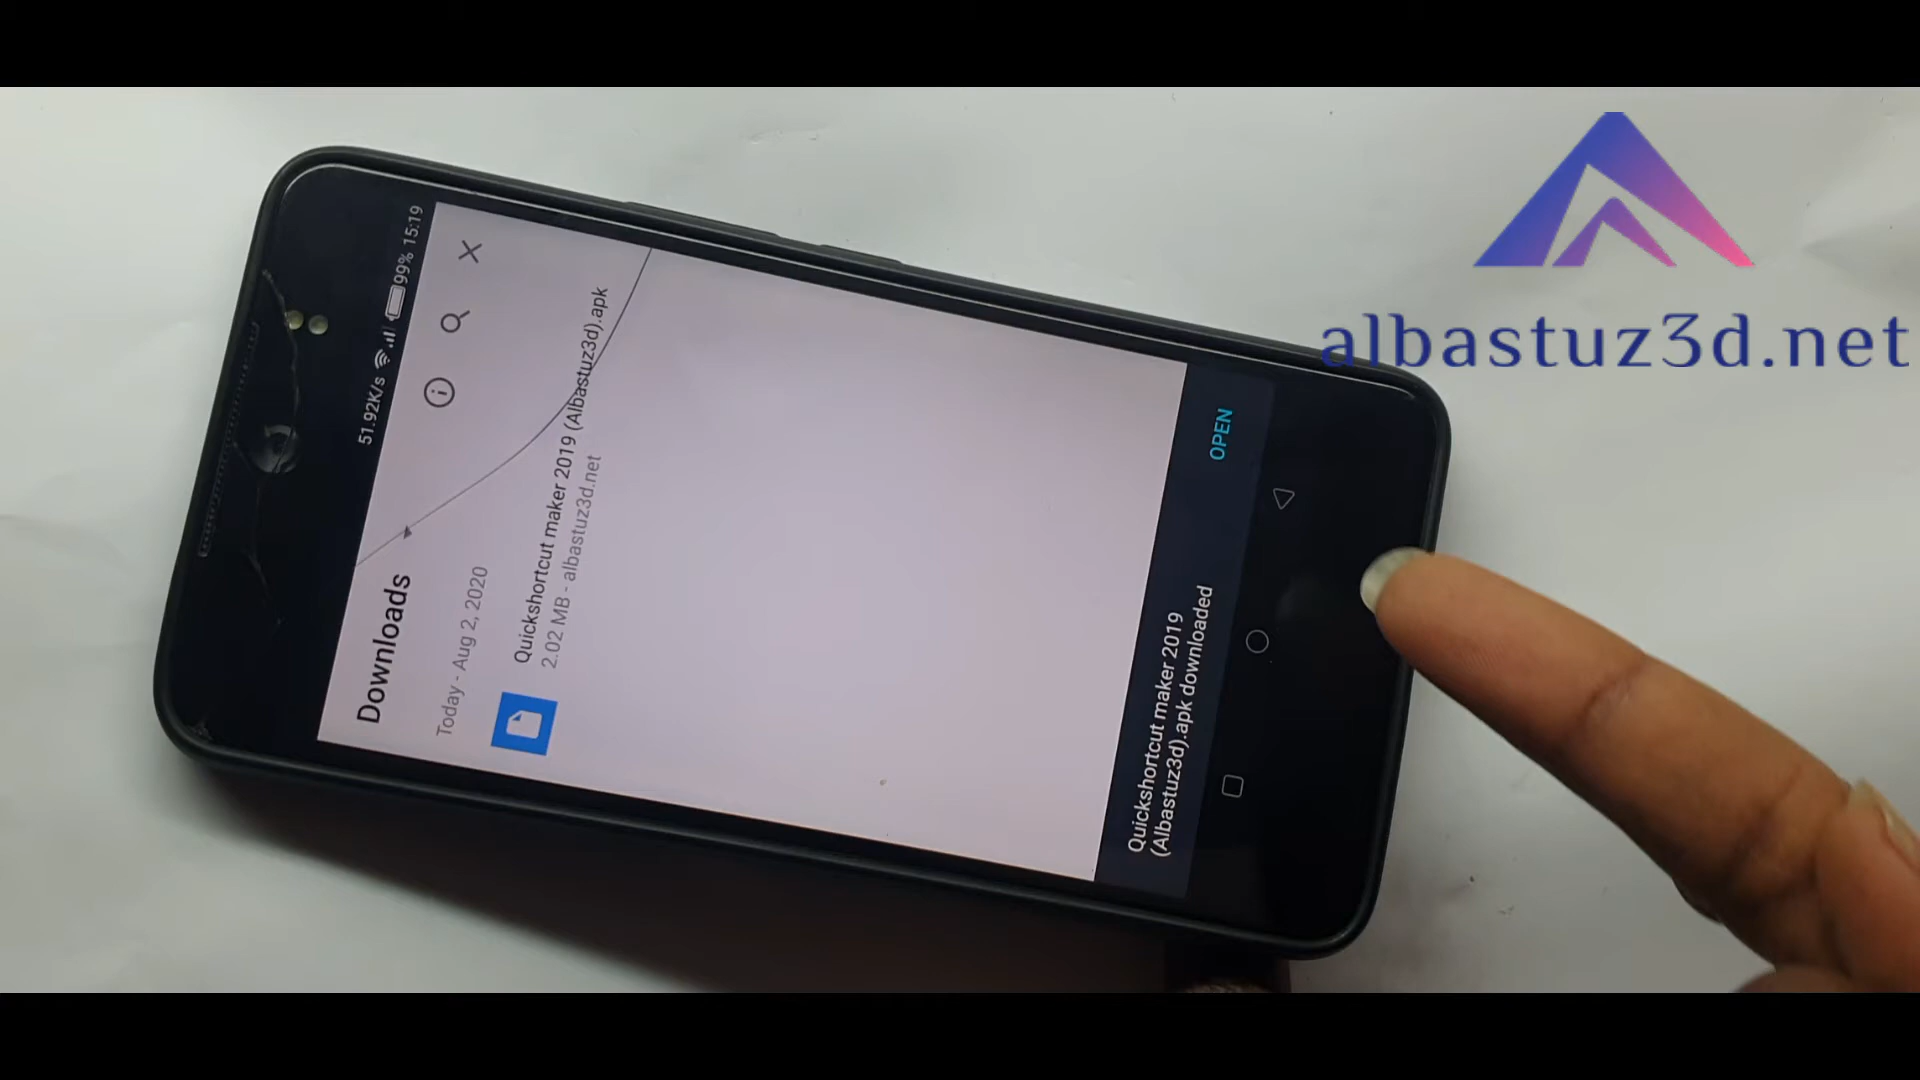 51.92K/s 99% 15:19
Downloads
Today - Aug 2, 2020
Quickshortcut maker 2019 (Albastuz3d).apk
2.02 MB - albastuz3d.net
Quickshortcut maker 2019
(Albastuz3d).apk downloaded
OPEN
albastuz3d.net